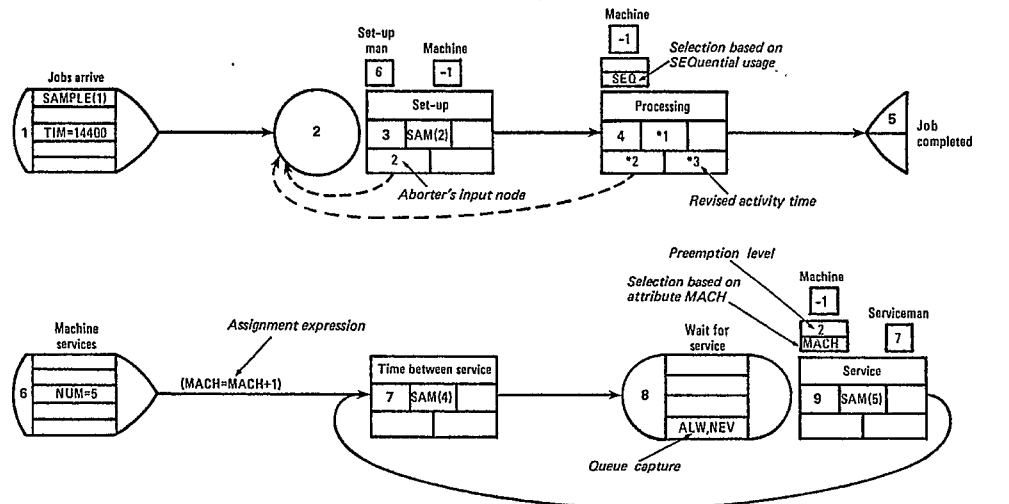 Jobs arrive
SAMPLE(1)
1
TIM=14400
2
Set-up
man
6
Machine
-1
Set-up
3
SAM(2)
2
Aborter's input node
Machine
-1
Selection based on
SEQuential usage
SEQ
Processing
4
*1
*2
*3
Revised activity time
5
Job
completed
Machine
services
6
NUM=5
Assignment expression
(MACH=MACH+1)
Time between service
7
SAM(4)
Wait for
service
8
ALW,NEV
Queue capture
Preemption level
Selection based on
attribute MACH
Machine
-1
2
MACH
Serviceman
7
Service
9
SAM(5)